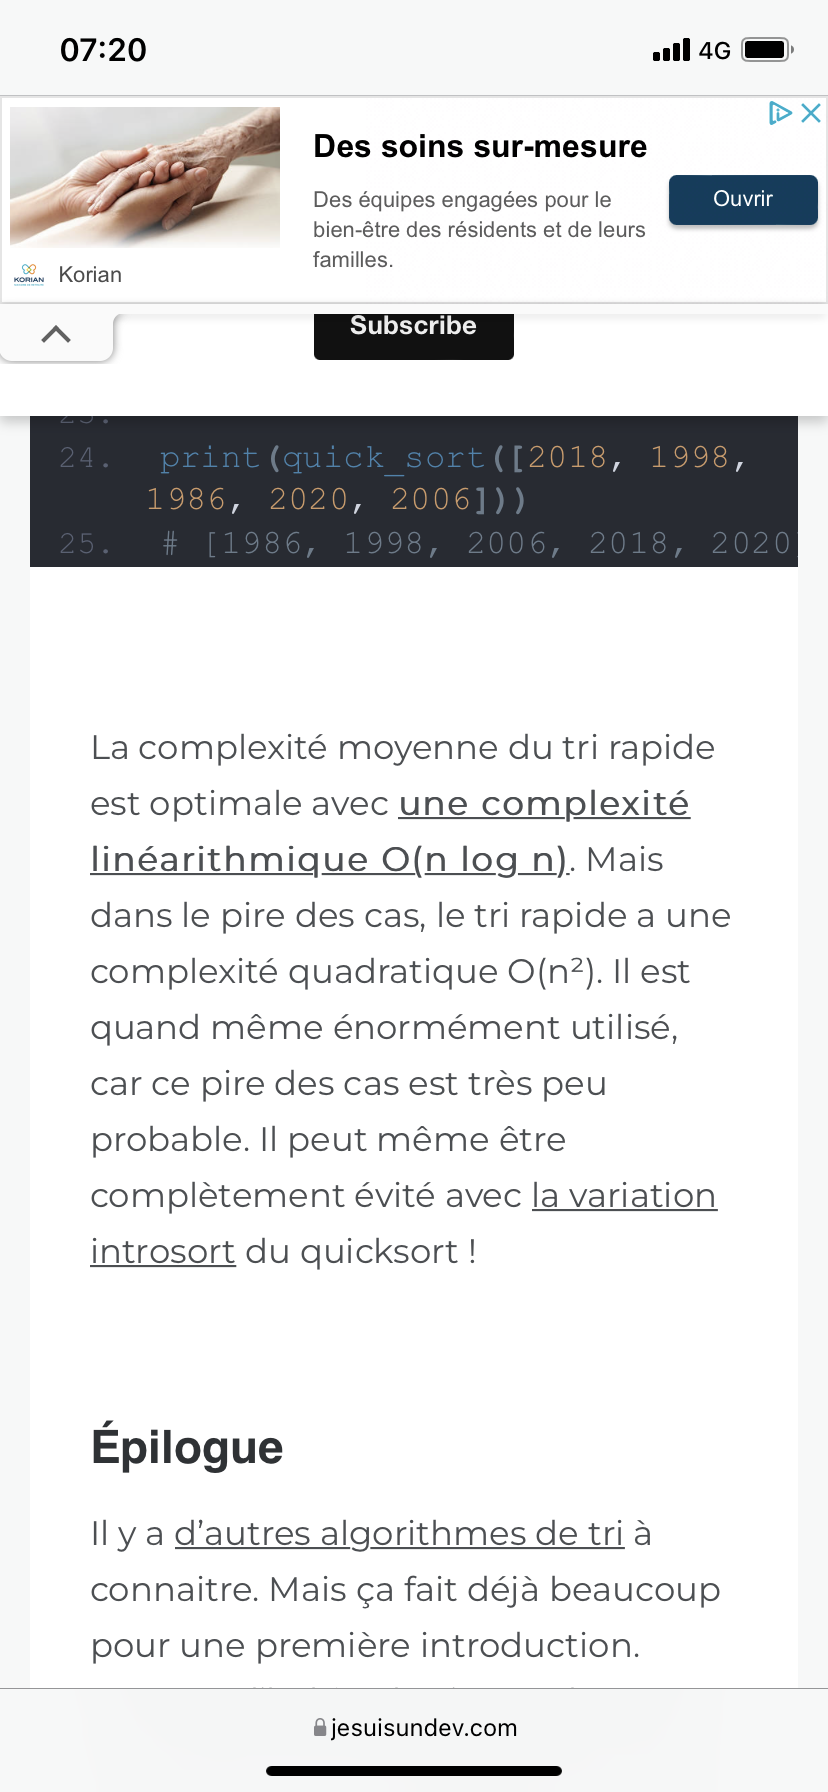 07:20
4G
Des soins sur-mesure
Des équipes engagées pour le
bien-être des résidents et de leurs
familles.
Ouvrir
KORIAN
Korian
Subscribe
24. print(quick_sort([2018, 1998,
1986, 2020, 2006]))
25. # [1986, 1998, 2006, 2018, 2020
La complexité moyenne du tri rapide
est optimale avec une complexité
linéarithmique O(n log n). Mais
dans le pire des cas, le tri rapide a une
complexité quadratique O(n²). Il est
quand même énormément utilisé,
car ce pire des cas est très peu
probable. Il peut même être
complètement évité avec la variation
introsort du quicksort !
Épilogue
Il y a d’autres algorithmes de tri à
connaitre. Mais ça fait déjà beaucoup
pour une première introduction.
jesuisundev.com